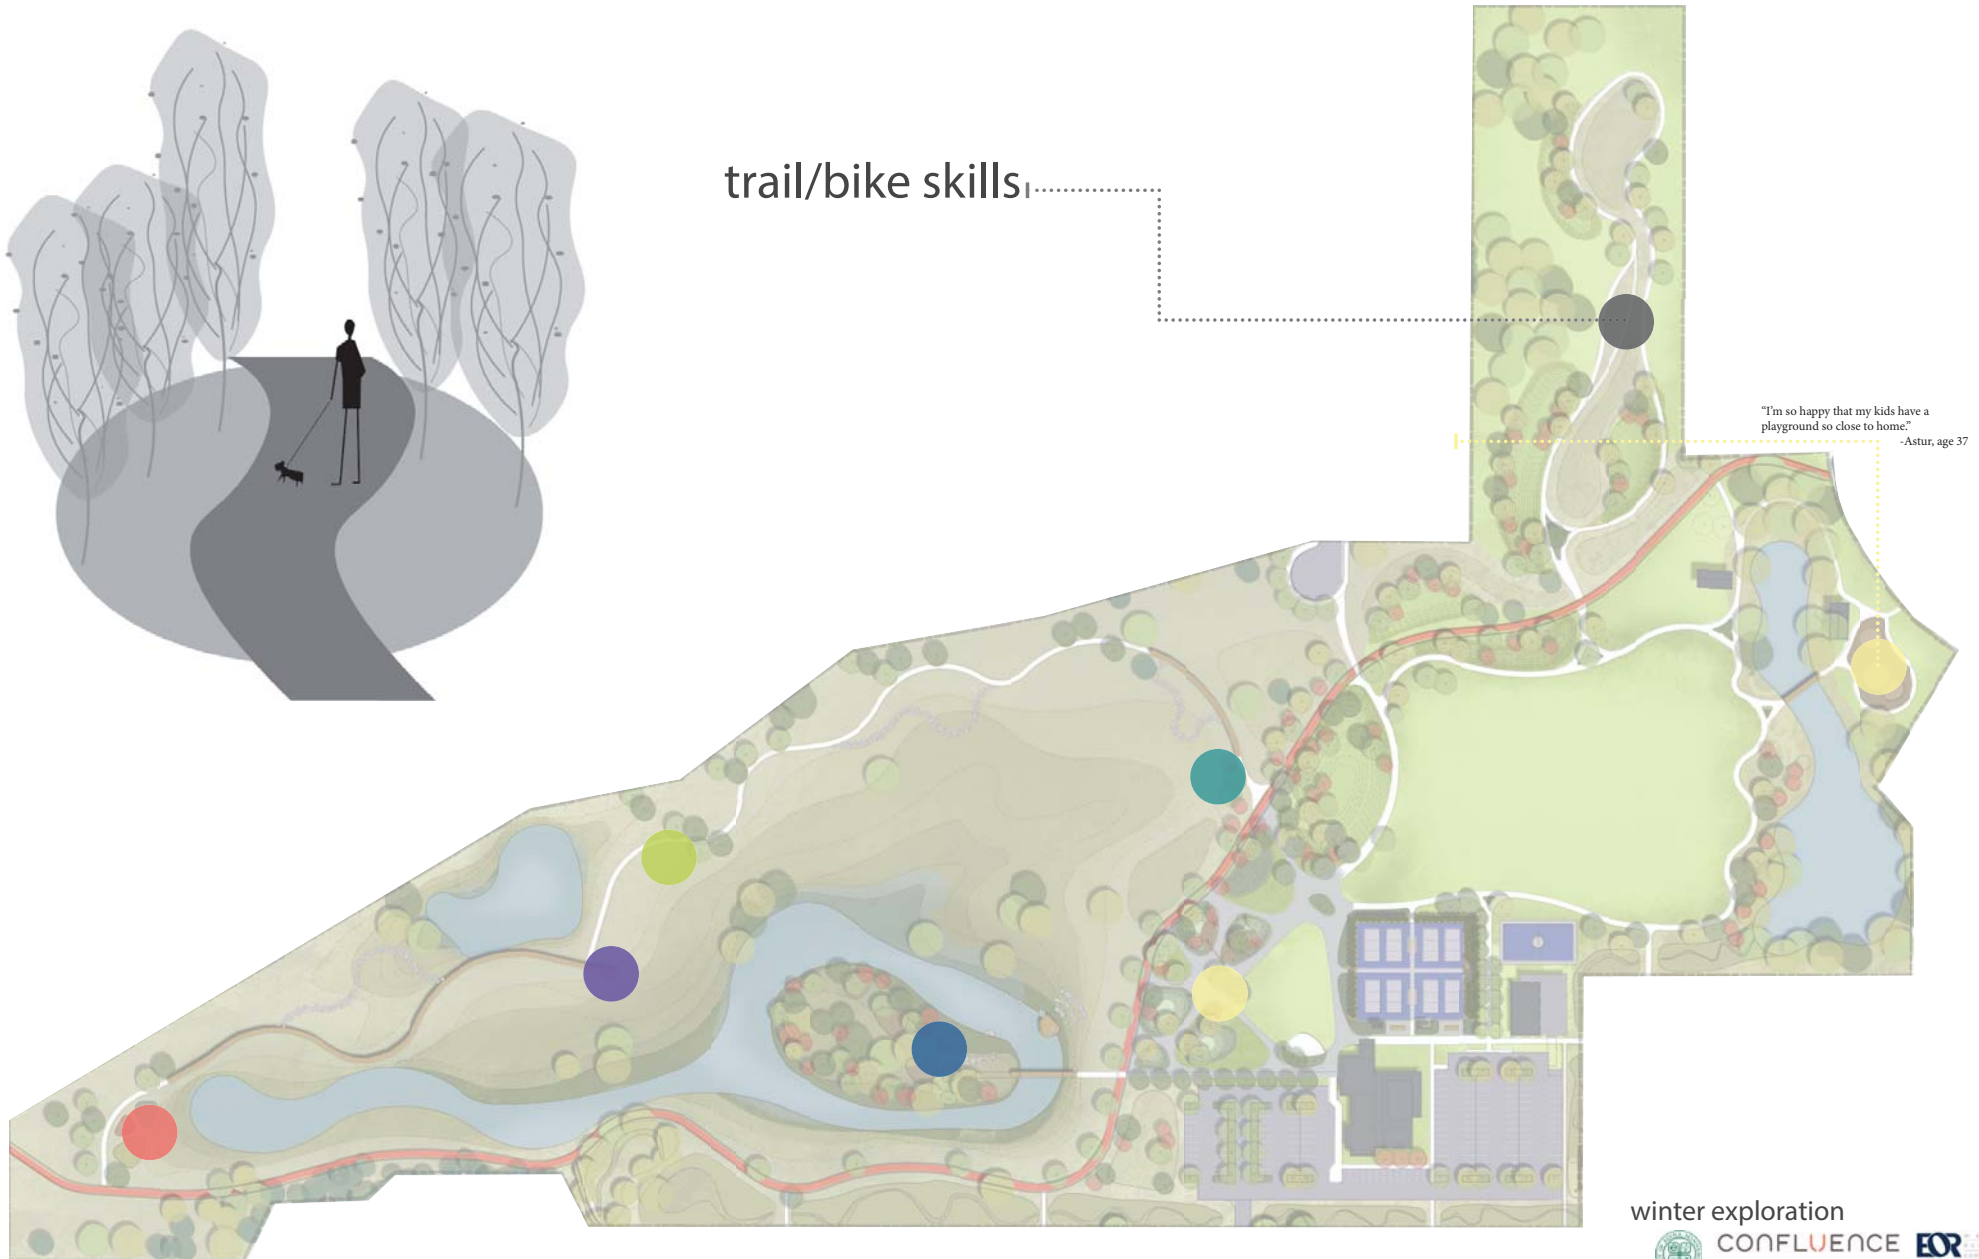 trail/bike skills
“I’m so happy that my kids have a
playground so close to home.”
-Astur, age 37
winter exploration
CONFLUENCE
EOR